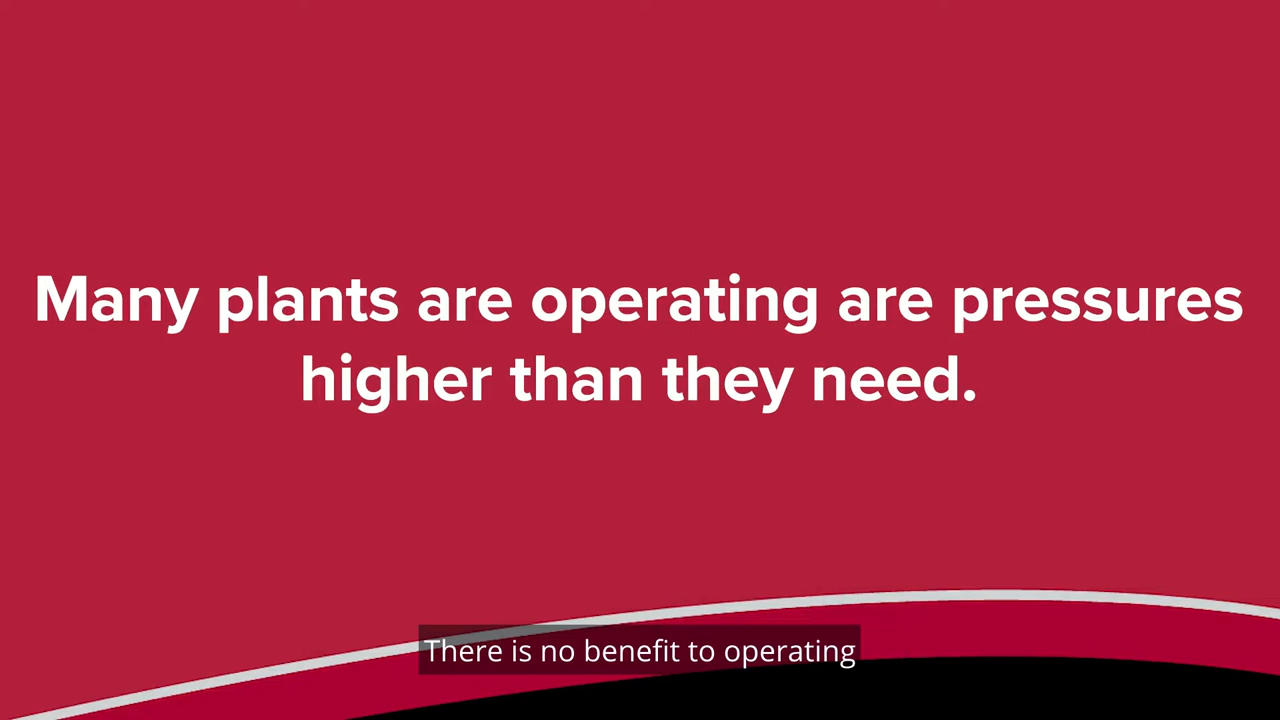 Many plants are operating are pressures
higher than they need.
There is no benefit to operating